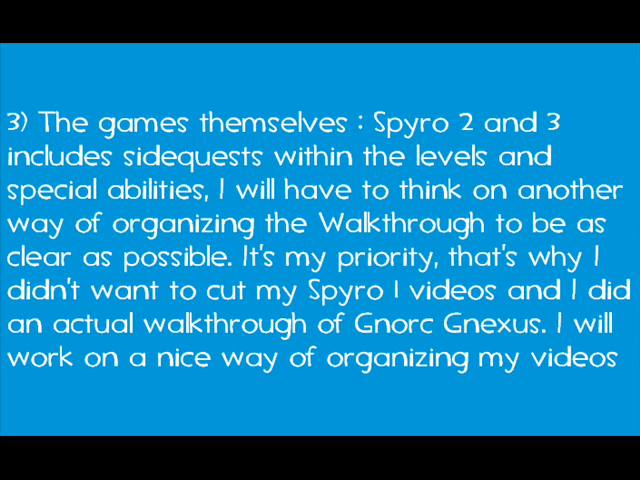 3) The games themselves : Spyro 2 and 3
includes sidequests within the levels and
special abilities, I will have to think on another
way of organizing the Walkthrough to be as
clear as possible. It's my priority, that's why I
didn't want to cut my Spyro 1 videos and I did
an actual walkthrough of Gnorc Gnexus. I will
work on a nice way of organizing my videos